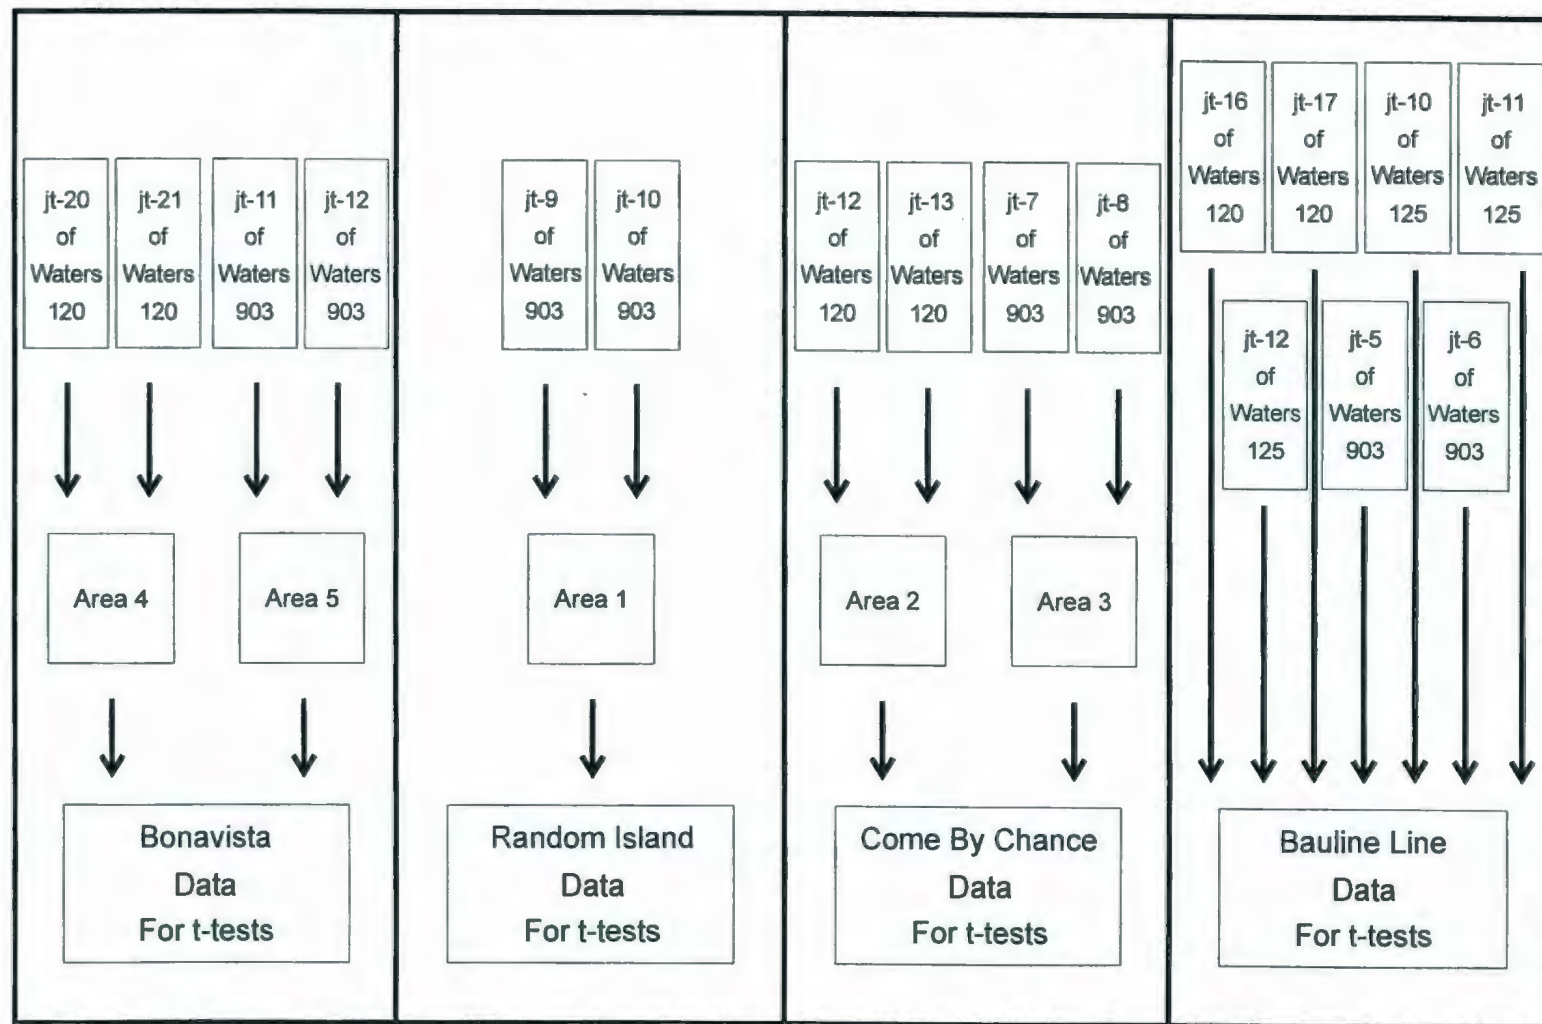 jt-20
of
Waters
120
jt-21
of
Waters
120
jt-11
of
Waters
903
jt-12
of
Waters
903
Area 4
Area 5
Bonavista
Data
For t-tests
jt-9
of
Waters
903
jt-10
of
Waters
903
Area 1
Random Island
Data
For t-tests
jt-12
of
Waters
120
jt-13
of
Waters
120
jt-7
of
Waters
903
jt-8
of
Waters
903
Area 2
Area 3
Come By Chance
Data
For t-tests
jt-16
of
Waters
120
jt-17
of
Waters
120
jt-10
of
Waters
125
jt-11
of
Waters
125
jt-12
of
Waters
125
jt-5
of
Waters
903
jt-6
of
Waters
903
Bauline Line
Data
For t-tests